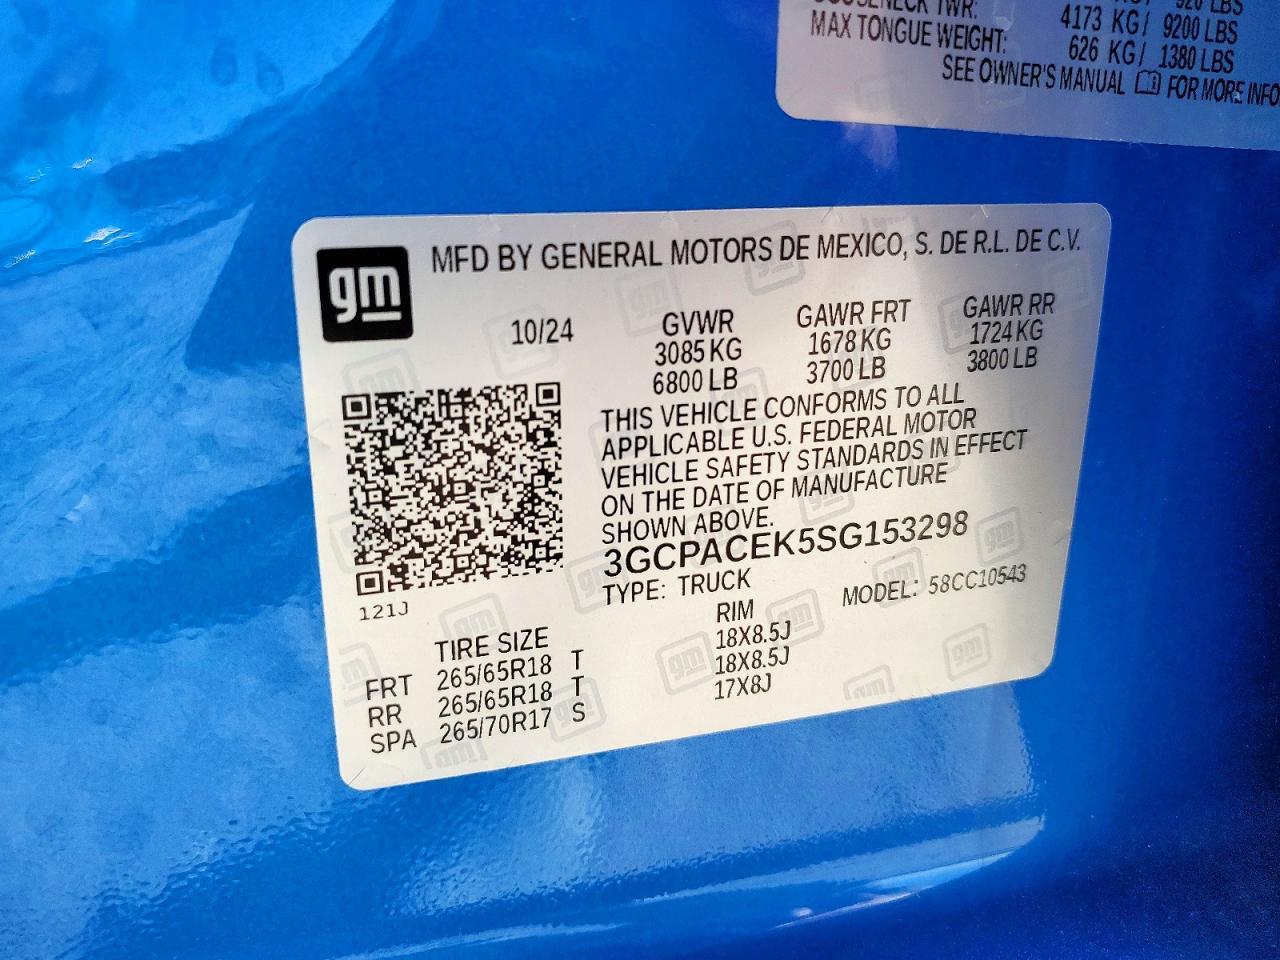 920 LBS
GOOSENECK TWR: 4173 KG / 9200 LBS
MAX TONGUE WEIGHT: 626 KG / 1380 LBS
SEE OWNER'S MANUAL FOR MORE INFO
gm
MFD BY GENERAL MOTORS DE MEXICO, S. DE R.L. DE C.V.
10/24 GVWR GAWR FRT GAWR RR
3085 KG 1678 KG 1724 KG
6800 LB 3700 LB 3800 LB
THIS VEHICLE CONFORMS TO ALL
APPLICABLE U.S. FEDERAL MOTOR
VEHICLE SAFETY STANDARDS IN EFFECT
ON THE DATE OF MANUFACTURE
SHOWN ABOVE.
3GCPACEK5SG153298
TYPE: TRUCK MODEL: 58CC10543
121J
TIRE SIZE RIM
FRT 265/65R18 T 18X8.5J
RR 265/65R18 T 18X8.5J
SPA 265/70R17 S 17X8J